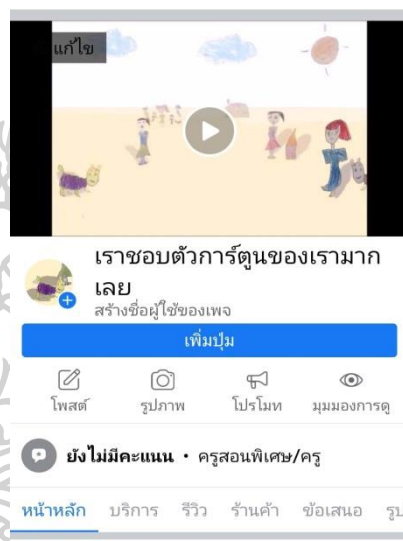 แก้ไข
เราชอบตัวการ์ตูนของเรามาก
เลย
สร้างชื่อผู้ใช้ของเพจ
เพิ่มปุ่ม
โพสต์ รูปภาพ โปรโมท มุมมองการดู
ยังไม่มีคะแนน · ครูสอนพิเศษ/ครู
หน้าหลัก บริการ รีวิว ร้านค้า ข้อเสนอ รูป